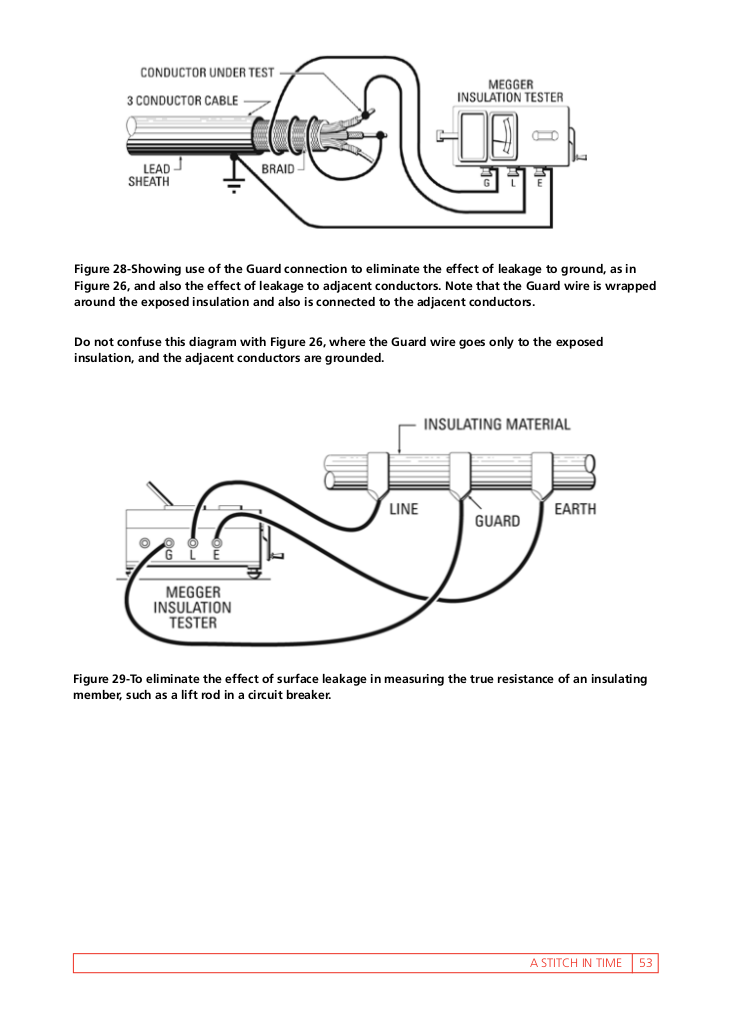 CONDUCTOR UNDER TEST
3 CONDUCTOR CABLE
MEGGER
INSULATION TESTER
LEAD
SHEATH
BRAID
G L E
Figure 28-Showing use of the Guard connection to eliminate the effect of leakage to ground, as in
Figure 26, and also the effect of leakage to adjacent conductors. Note that the Guard wire is wrapped
around the exposed insulation and also is connected to the adjacent conductors.
Do not confuse this diagram with Figure 26, where the Guard wire goes only to the exposed
insulation, and the adjacent conductors are grounded.
INSULATING MATERIAL
LINE
GUARD
EARTH
G L E
MEGGER
INSULATION
TESTER
Figure 29-To eliminate the effect of surface leakage in measuring the true resistance of an insulating
member, such as a lift rod in a circuit breaker.
A STITCH IN TIME 53